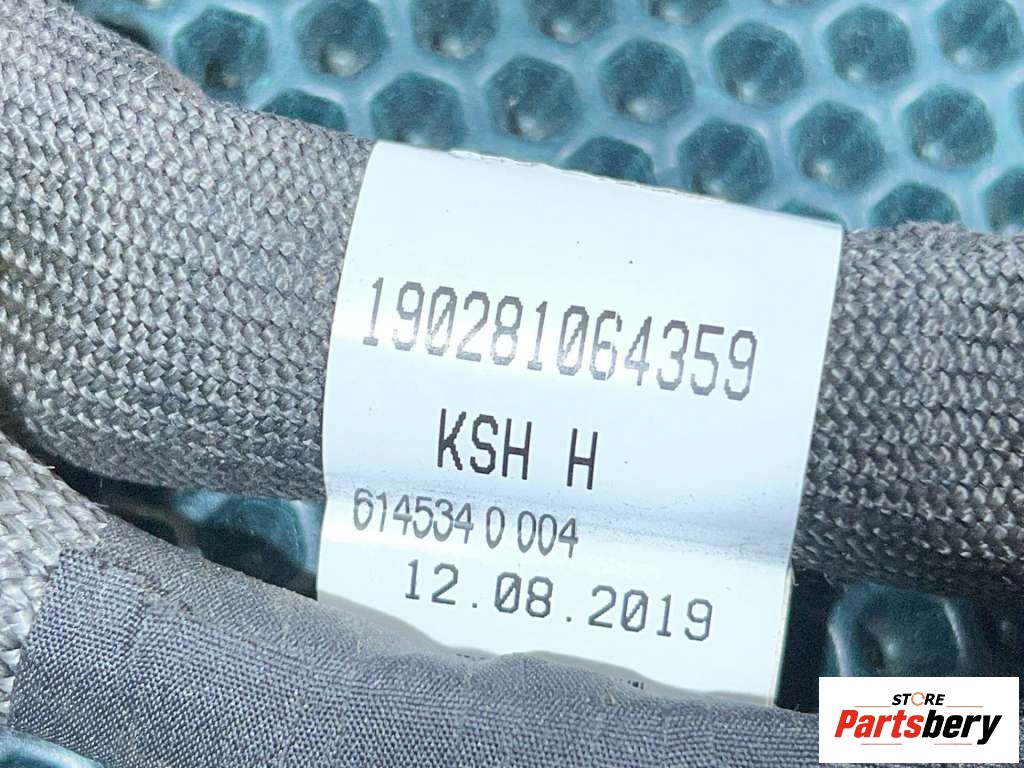 190281064359
KSH H
614534 0 004
12.08.2019
STORE
Partsbery